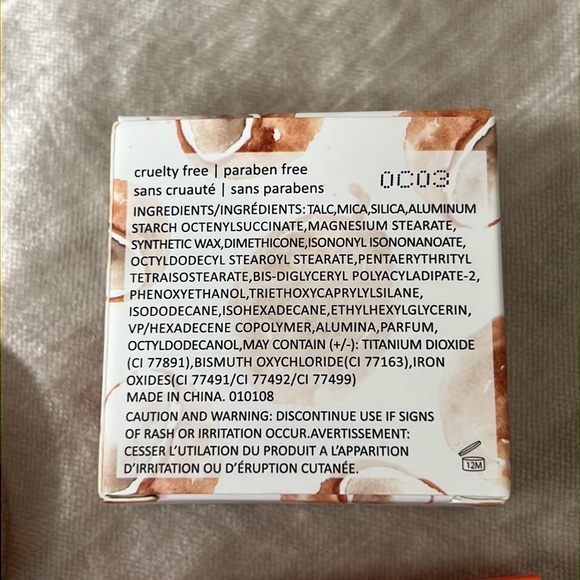 cruelty free | paraben free
0C03
sans cruauté | sans parabens
INGREDIENTS/INGRÉDIENTS: TALC,MICA,SILICA,ALUMINUM
STARCH OCTENYLSUCCINATE,MAGNESIUM STEARATE,
SYNTHETIC WAX,DIMETHICONE,ISONONYL ISONONANOATE,
OCTYLDODECYL STEAROYL STEARATE,PENTAERYTHRITYL
TETRAISOSTEARATE,BIS-DIGLYCERYL POLYACYLADIPATE-2,
PHENOXYETHANOL,TRIETHOXYCAPRYLYLSILANE,
ISODODECANE,ISOHEXADECANE,ETHYLHEXYLGLYCERIN,
VP/HEXADECENE COPOLYMER,ALUMINA,PARFUM,
OCTYLDODECANOL,MAY CONTAIN (+/-): TITANIUM DIOXIDE
(CI 77891),BISMUTH OXYCHLORIDE(CI 77163),IRON
OXIDES(CI 77491/CI 77492/CI 77499)
MADE IN CHINA. 010108
CAUTION AND WARNING: DISCONTINUE USE IF SIGNS
OF RASH OR IRRITATION OCCUR.AVERTISSEMENT:
CESSER L’UTILATION DU PRODUIT A L’APPARITION
D’IRRITATION OU D’ÉRUPTION CUTANÉE.
12M